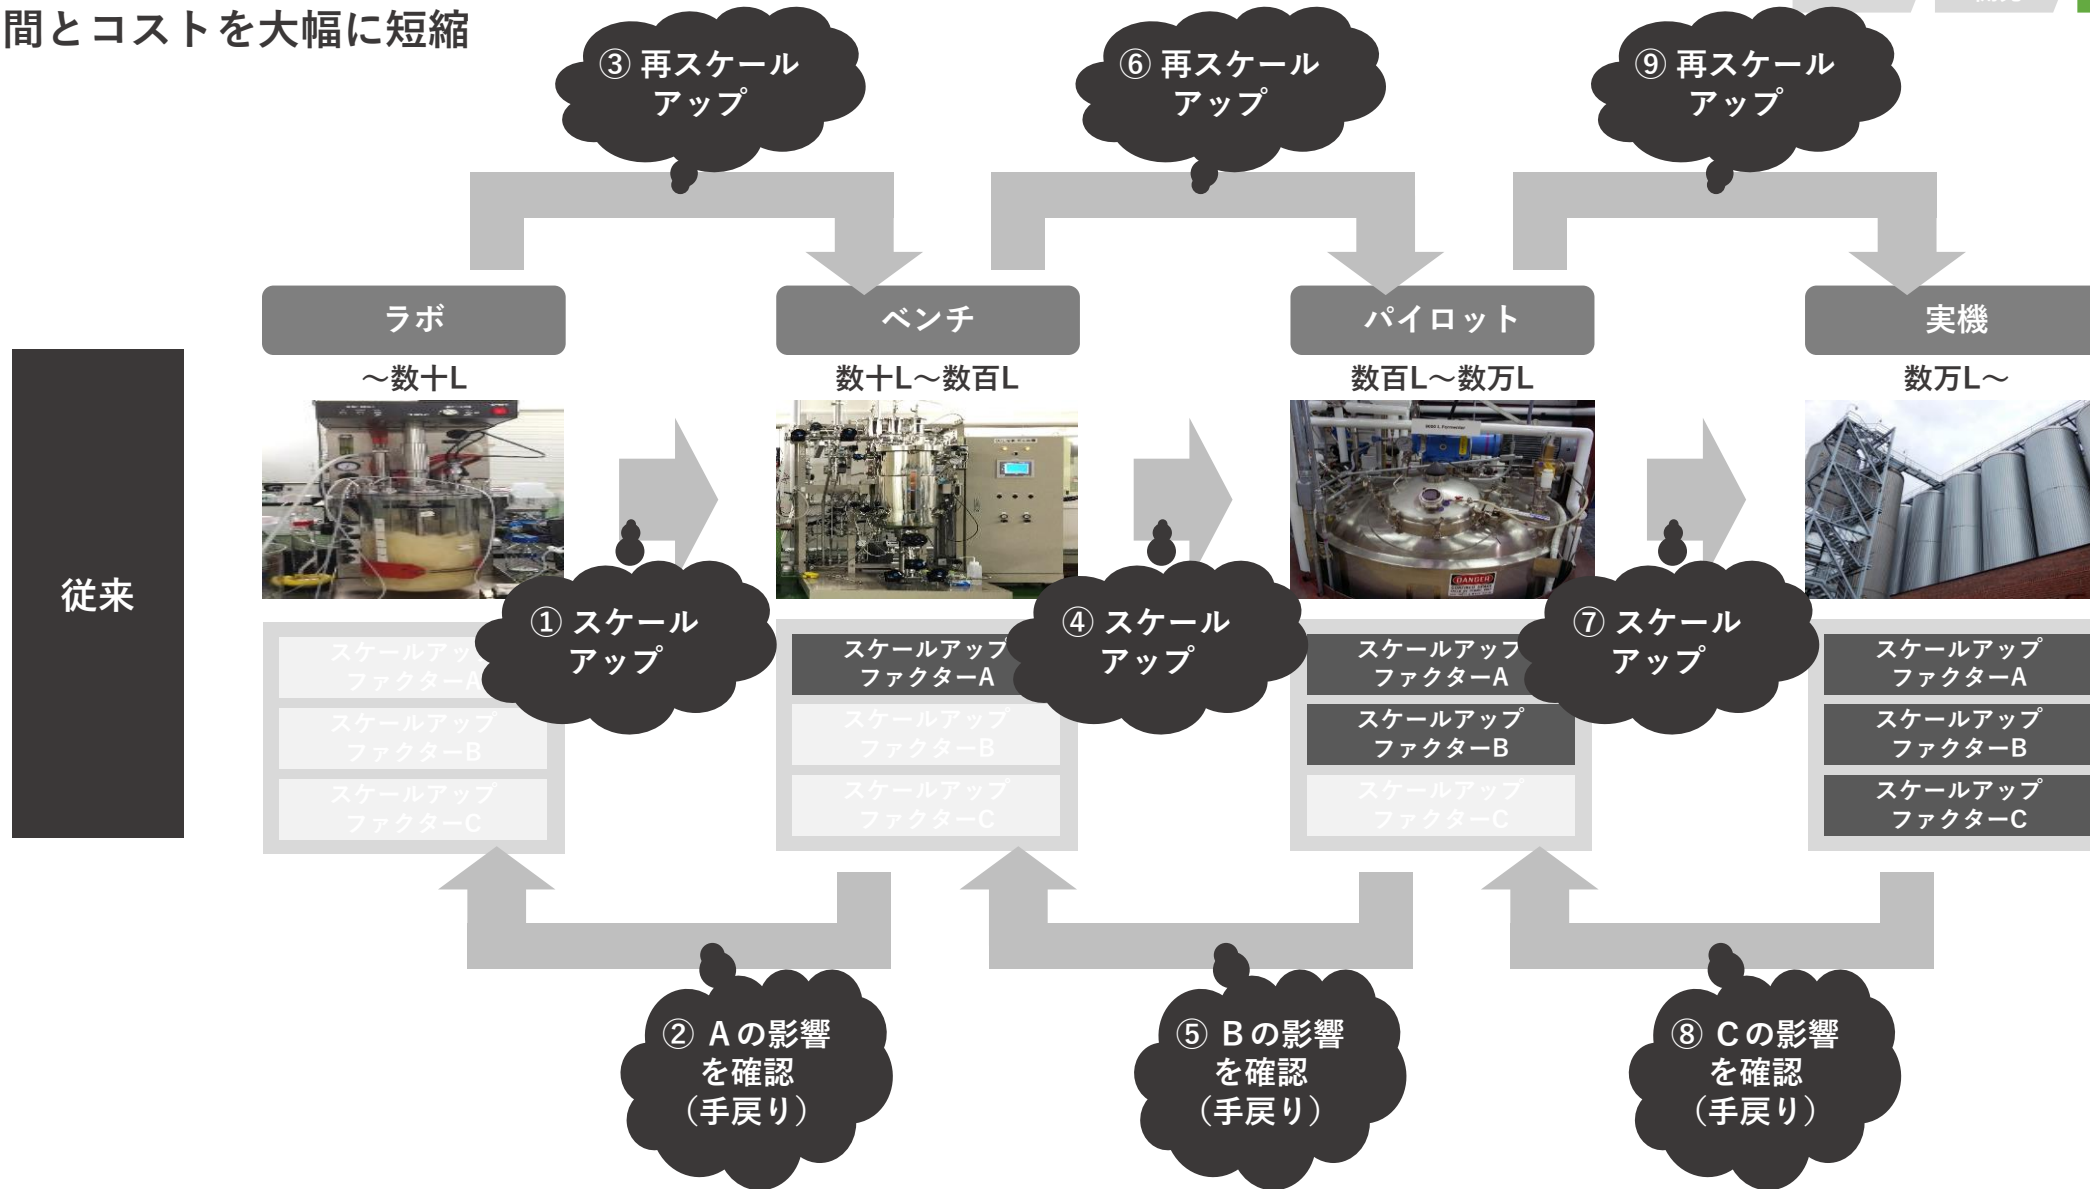 間とコストを大幅に短縮
③ 再スケール
アップ
⑥ 再スケール
アップ
⑨ 再スケール
アップ
ラボ
ベンチ
パイロット
実機
～数十L
数十L～数百L
数百L～数万L
数万L～
従来
DANGER
① スケール
アップ
④ スケール
アップ
⑦ スケール
アップ
スケールアップ
ファクターA
スケールアップ
ファクターB
スケールアップ
ファクターC
スケールアップ
ファクターA
スケールアップ
ファクターB
スケールアップ
ファクターC
スケールアップ
ファクターA
スケールアップ
ファクターB
スケールアップ
ファクターC
スケールアップ
ファクターA
スケールアップ
ファクターB
スケールアップ
ファクターC
② Aの影響
を確認
（手戻り）
⑤ Bの影響
を確認
（手戻り）
⑧ Cの影響
を確認
（手戻り）